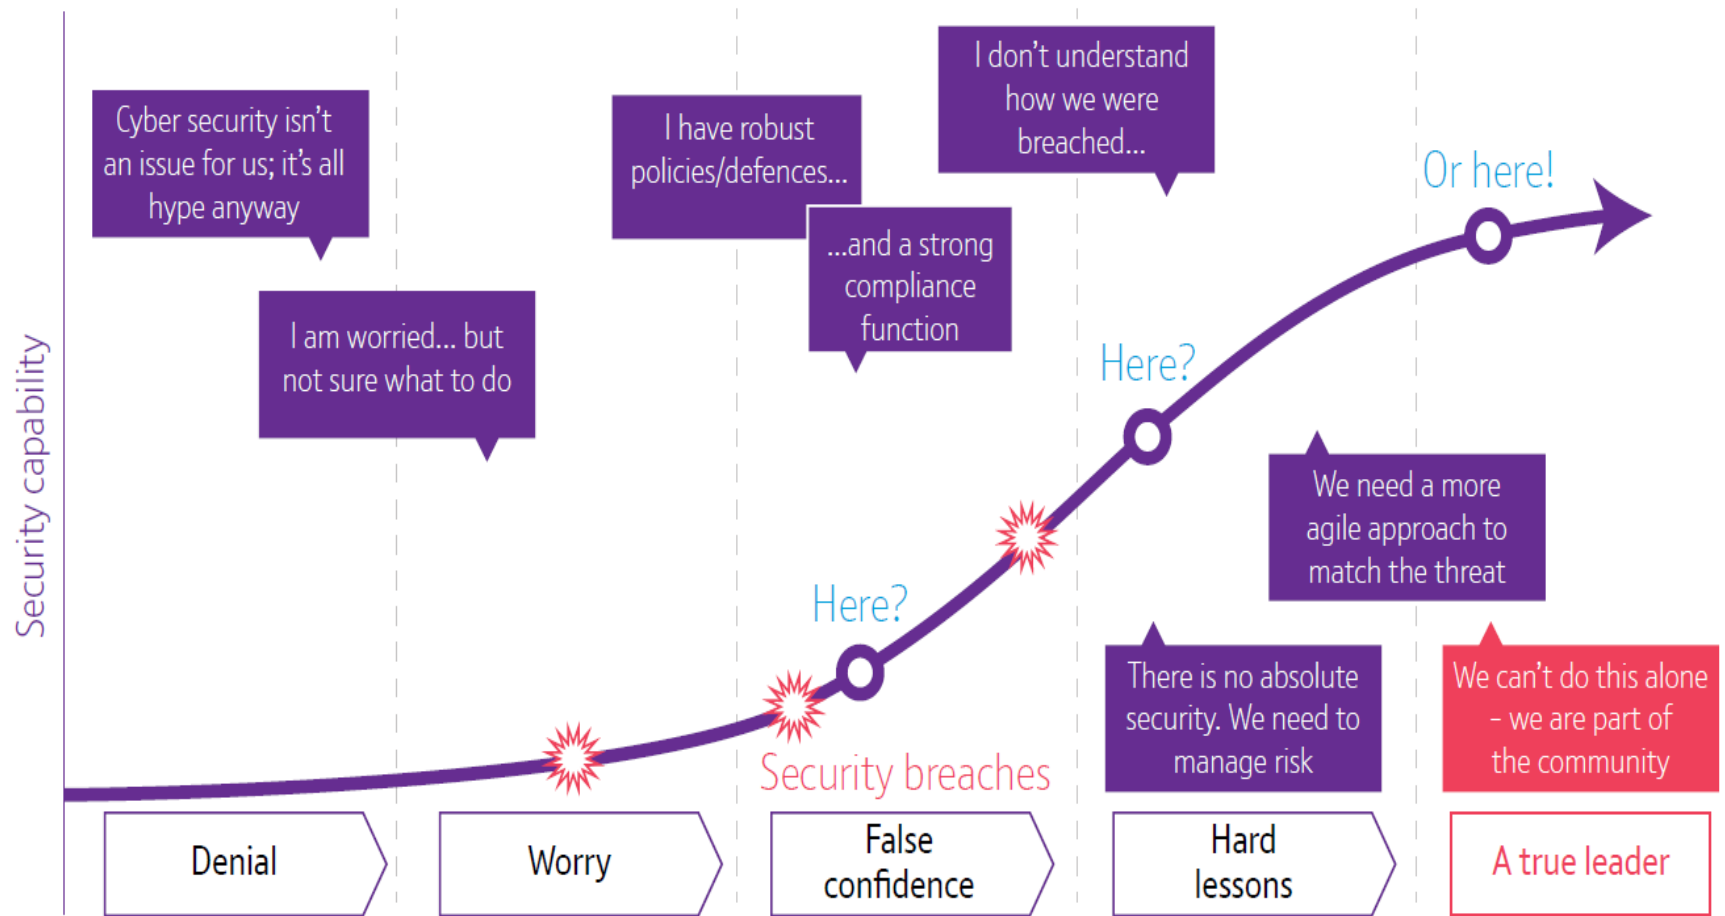 Cyber security isn’t
an issue for us; it’s all
hype anyway
I am worried... but
not sure what to do
I have robust
policies/defences...
...and a strong
compliance
function
I don’t understand
how we were
breached...
Or here!
Here?
Here?
We need a more
agile approach to
match the threat
There is no absolute
security. We need to
manage risk
We can’t do this alone
– we are part of
the community
Security breaches
Security capability
Denial
Worry
False
confidence
Hard
lessons
A true leader